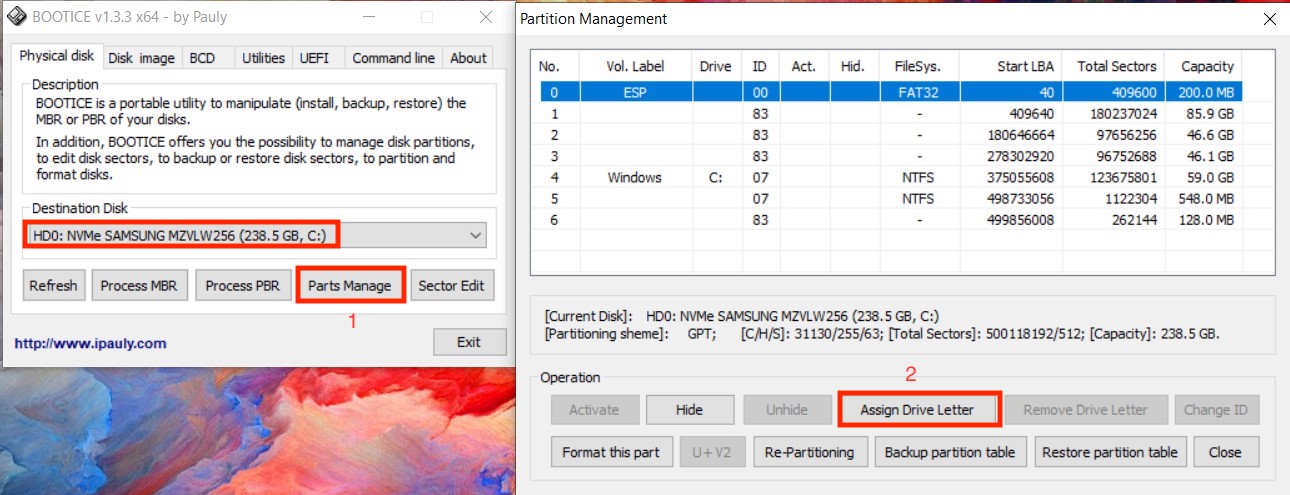 BOOTICE v1.3.3 x64 - by Pauly
Physical disk Disk image BCD Utilities UEFI Command line About
Description
BOOTICE is a portable utility to manipulate (install, backup, restore) the
MBR or PBR of your disks.
In addition, BOOTICE offers you the possibility to manage disk partitions,
to edit disk sectors, to backup or restore disk sectors, to partition and
format disks.
Destination Disk
HD0: NVMe SAMSUNG MZVLW256 (238.5 GB, C:)
Refresh Process MBR Process PBR Parts Manage Sector Edit
1
http://www.ipauly.com Exit
Partition Management
No. Vol. Label Drive ID Act. Hid. FileSys. Start LBA Total Sectors Capacity
0 ESP 00 FAT32 40 409600 200.0 MB
1 83 - 409640 180237024 85.9 GB
2 83 - 180646664 97656256 46.6 GB
3 83 - 278302920 96752688 46.1 GB
4 Windows C: 07 NTFS 375055608 123675801 59.0 GB
5 07 NTFS 498733056 1122304 548.0 MB
6 83 - 499856008 262144 128.0 MB
[Current Disk]: HD0: NVMe SAMSUNG MZVLW256 (238.5 GB, C:)
[Partitioning sheme]: GPT; [C/H/S]: 31130/255/63; [Total Sectors]: 500118192/512; [Capacity]: 238.5 GB.
Operation
2
Activate Hide Unhide Assign Drive Letter Remove Drive Letter Change ID
Format this part U+ V2 Re-Partitioning Backup partition table Restore partition table Close